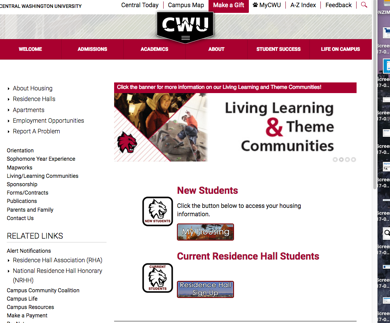 CENTRAL WASHINGTON UNIVERSITY
Central Today | Campus Map | Make a Gift MyCWU | A-Z Index | Feedback |
CWU
WELCOME ADMISSIONS ACADEMICS ABOUT STUDENT SUCCESS LIFE ON CAMPUS
About Housing
Residence Halls
Apartments
Employment Opportunities
Report A Problem
Orientation
Sophomore Year Experience
Mapworks
Living/Learning Communities
Sponsorship
Forms/Contracts
Publications
Parents and Family
Contact Us
RELATED LINKS
Alert Notifications
Residence Hall Association (RHA)
National Residence Hall Honorary
(NRHH)
Campus Community Coalition
Campus Life
Campus Resources
Make a Payment
Click the banner for more information on our Living Learning and Theme Communities!
Living Learning
& Theme
Communities
New Students
NEW STUDENTS
Click the button below to access your housing
information.
MyHousing
Current Residence Hall Students
CURRENT
STUDENTS
Residence Hall
Sign-Up